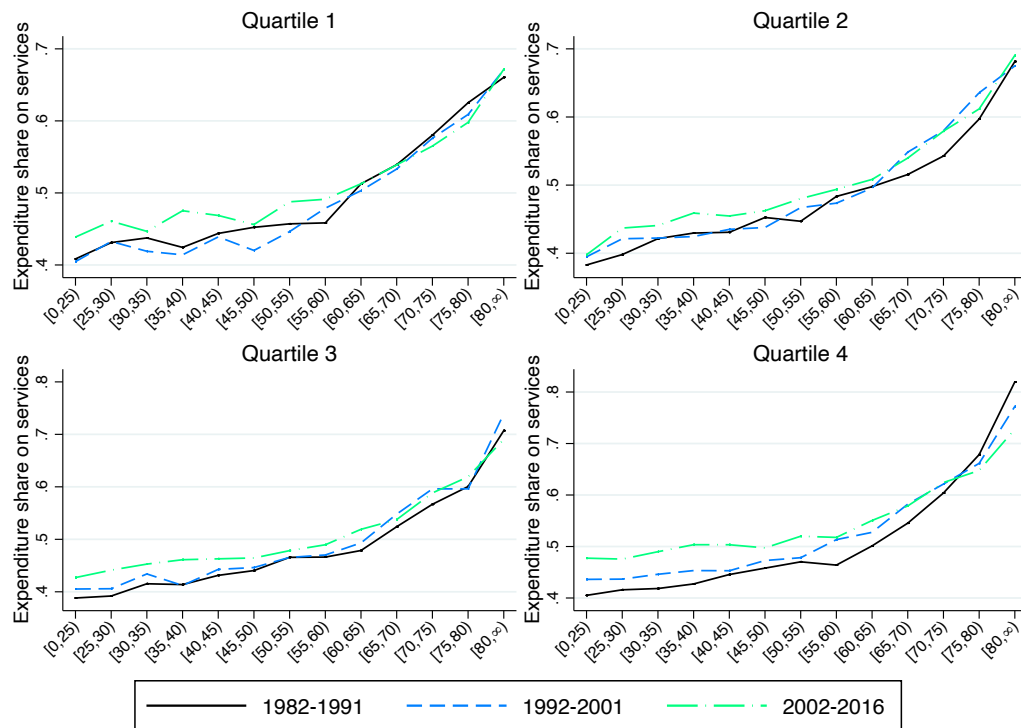 Quartile 1
Expenditure share on services
.4 .5 .6 .7
[0,25) [25,30) [30,35) [35,40) [40,45) [45,50) [50,55) [55,60) [60,65) [65,70) [70,75) [75,80) [80,∞)
Quartile 2
Expenditure share on services
.4 .5 .6 .7
[0,25) [25,30) [30,35) [35,40) [40,45) [45,50) [50,55) [55,60) [60,65) [65,70) [70,75) [75,80) [80,∞)
Quartile 3
Expenditure share on services
.4 .5 .6 .7 .8
[0,25) [25,30) [30,35) [35,40) [40,45) [45,50) [50,55) [55,60) [60,65) [65,70) [70,75) [75,80) [80,∞)
Quartile 4
Expenditure share on services
.4 .5 .6 .7 .8
[0,25) [25,30) [30,35) [35,40) [40,45) [45,50) [50,55) [55,60) [60,65) [65,70) [70,75) [75,80) [80,∞)
1982-1991 1992-2001 2002-2016